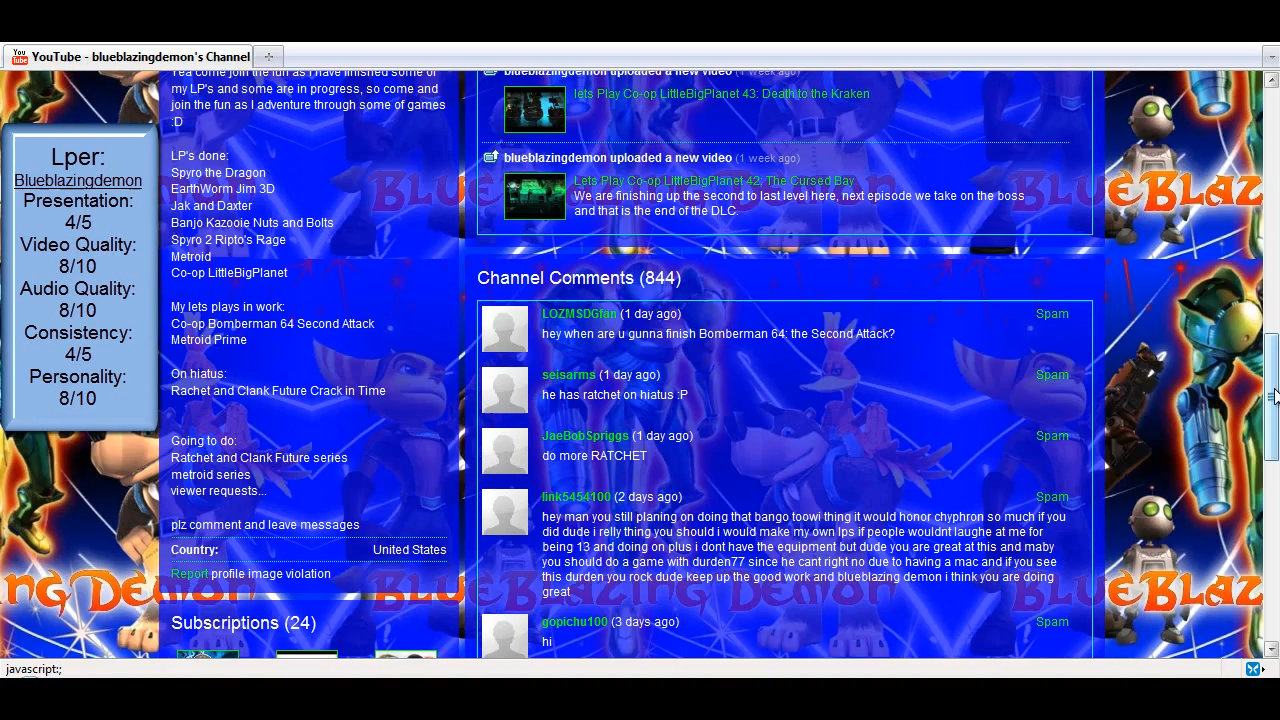 You Tube YouTube - blueblazingdemon's Channel
Lper:
Blueblazingdemon
Presentation:
4/5
Video Quality:
8/10
Audio Quality:
8/10
Consistency:
4/5
Personality:
8/10
Yea come join the fun as I have finished some of
my LP's and some are in progress, so come and
join the fun as I adventure through some of games
:D
LP's done:
Spyro the Dragon
EarthWorm Jim 3D
Jak and Daxter
Banjo Kazooie Nuts and Bolts
Spyro 2 Ripto's Rage
Metroid
Co-op LittleBigPlanet
My lets plays in work:
Co-op Bomberman 64 Second Attack
Metroid Prime
On hiatus:
Rachet and Clank Future Crack in Time
Going to do:
Ratchet and Clank Future series
metroid series
viewer requests...
plz comment and leave messages
Country: United States
Report profile image violation
Subscriptions (24)
blueblazingdemon uploaded a new video (1 week ago)
lets Play Co-op LittleBigPlanet 43: Death to the Kraken
blueblazingdemon uploaded a new video (1 week ago)
Lets Play Co-op LittleBigPlanet 42: The Cursed Bay
We are finishing up the second to last level here, next episode we take on the boss
and that is the end of the DLC.
Channel Comments (844)
LOZMSDGfan (1 day ago) Spam
hey when are u gunna finish Bomberman 64: the Second Attack?
seisarms (1 day ago) Spam
he has ratchet on hiatus :P
JaeBobSpriggs (1 day ago) Spam
do more RATCHET
link5454100 (2 days ago) Spam
hey man you still planing on doing that bango toowi thing it would honor chyphron so much if you
did dude i relly thing you should i would make my own lps if people wouldnt laughe at me for
being 13 and doing on plus i dont have the equipment but dude you are great at this and maby
you should do a game with durden77 since he cant right no due to having a mac and if you see
this durden you rock dude keep up the good work and blueblazing demon i think you are doing
great
gopichu100 (3 days ago) Spam
hi
BLUEBLAZ
NG DEMON BLUEBLAZING DEMON BLUEBLAZ
javascript:;